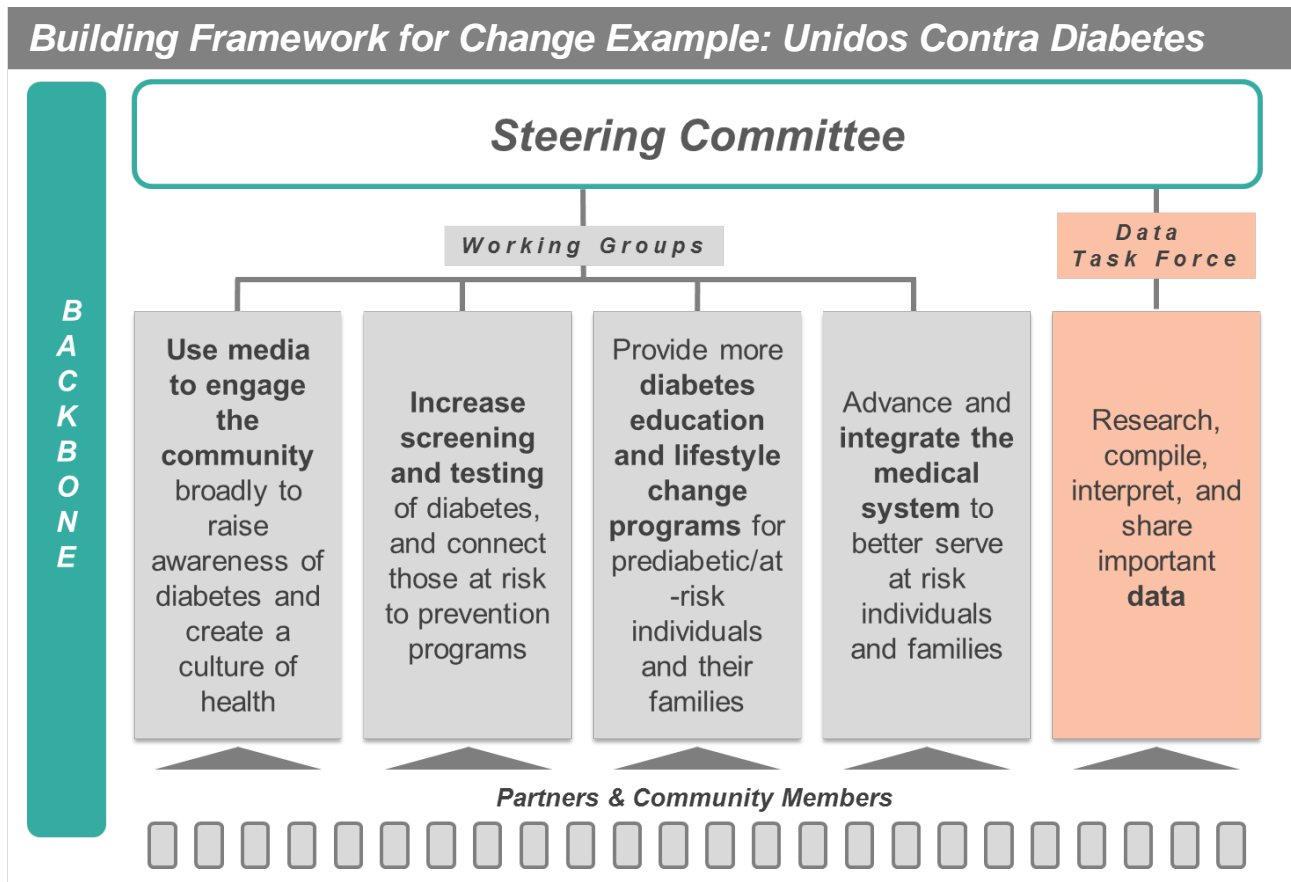 Building Framework for Change Example: Unidos Contra Diabetes
B
A
C
K
B
O
N
E
Steering Committee
Working Groups
Data
Task Force
Use media
to engage
the
community
broadly to
raise
awareness of
diabetes and
create a
culture of
health
Increase
screening
and testing
of diabetes,
and connect
those at risk
to prevention
programs
Provide more
diabetes
education
and lifestyle
change
programs for
prediabetic/at
-risk
individuals
and their
families
Advance and
integrate the
medical
system to
better serve
at risk
individuals
and families
Research,
compile,
interpret, and
share
important
data
Partners & Community Members